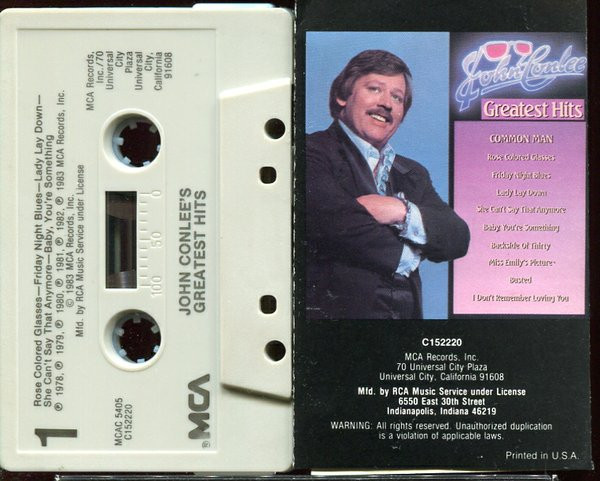 Rose Colored Glasses—Friday Night Blues—Lady Lay Down—
She Can't Say That Anymore—Baby, You're Something
℗ 1978, ℗ 1979, ℗ 1980, ℗ 1981, ℗ 1982, ℗ 1983 MCA Records, Inc.
© 1983 MCA Records, Inc.
Mfd. by RCA Music Service under License
MCA Records,
Inc./70
Universal
City
Plaza
Universal
City,
California
91608
100 50 0
JOHN CONLEE'S
GREATEST HITS
1
MCAC 5405
C152220
MCA
®
John Conlee
Greatest Hits
COMMON MAN
Rose Colored Glasses
Friday Night Blues
Lady Lay Down
She Can't Say That Anymore
Baby, You're Something
Backside Of Thirty
Miss Emily's Picture
Busted
I Don't Remember Loving You
C152220
MCA Records, Inc.
70 Universal City Plaza
Universal City, California 91608
Mfd. by RCA Music Service under License
6550 East 30th Street
Indianapolis, Indiana 46219
WARNING: All rights reserved. Unauthorized duplication
is a violation of applicable laws.
Printed in U.S.A.